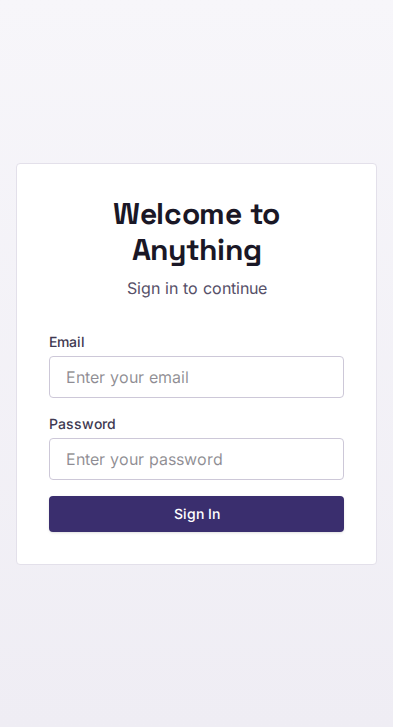 Welcome to
Anything
Sign in to continue
Email
Enter your email
Password
Enter your password
Sign In